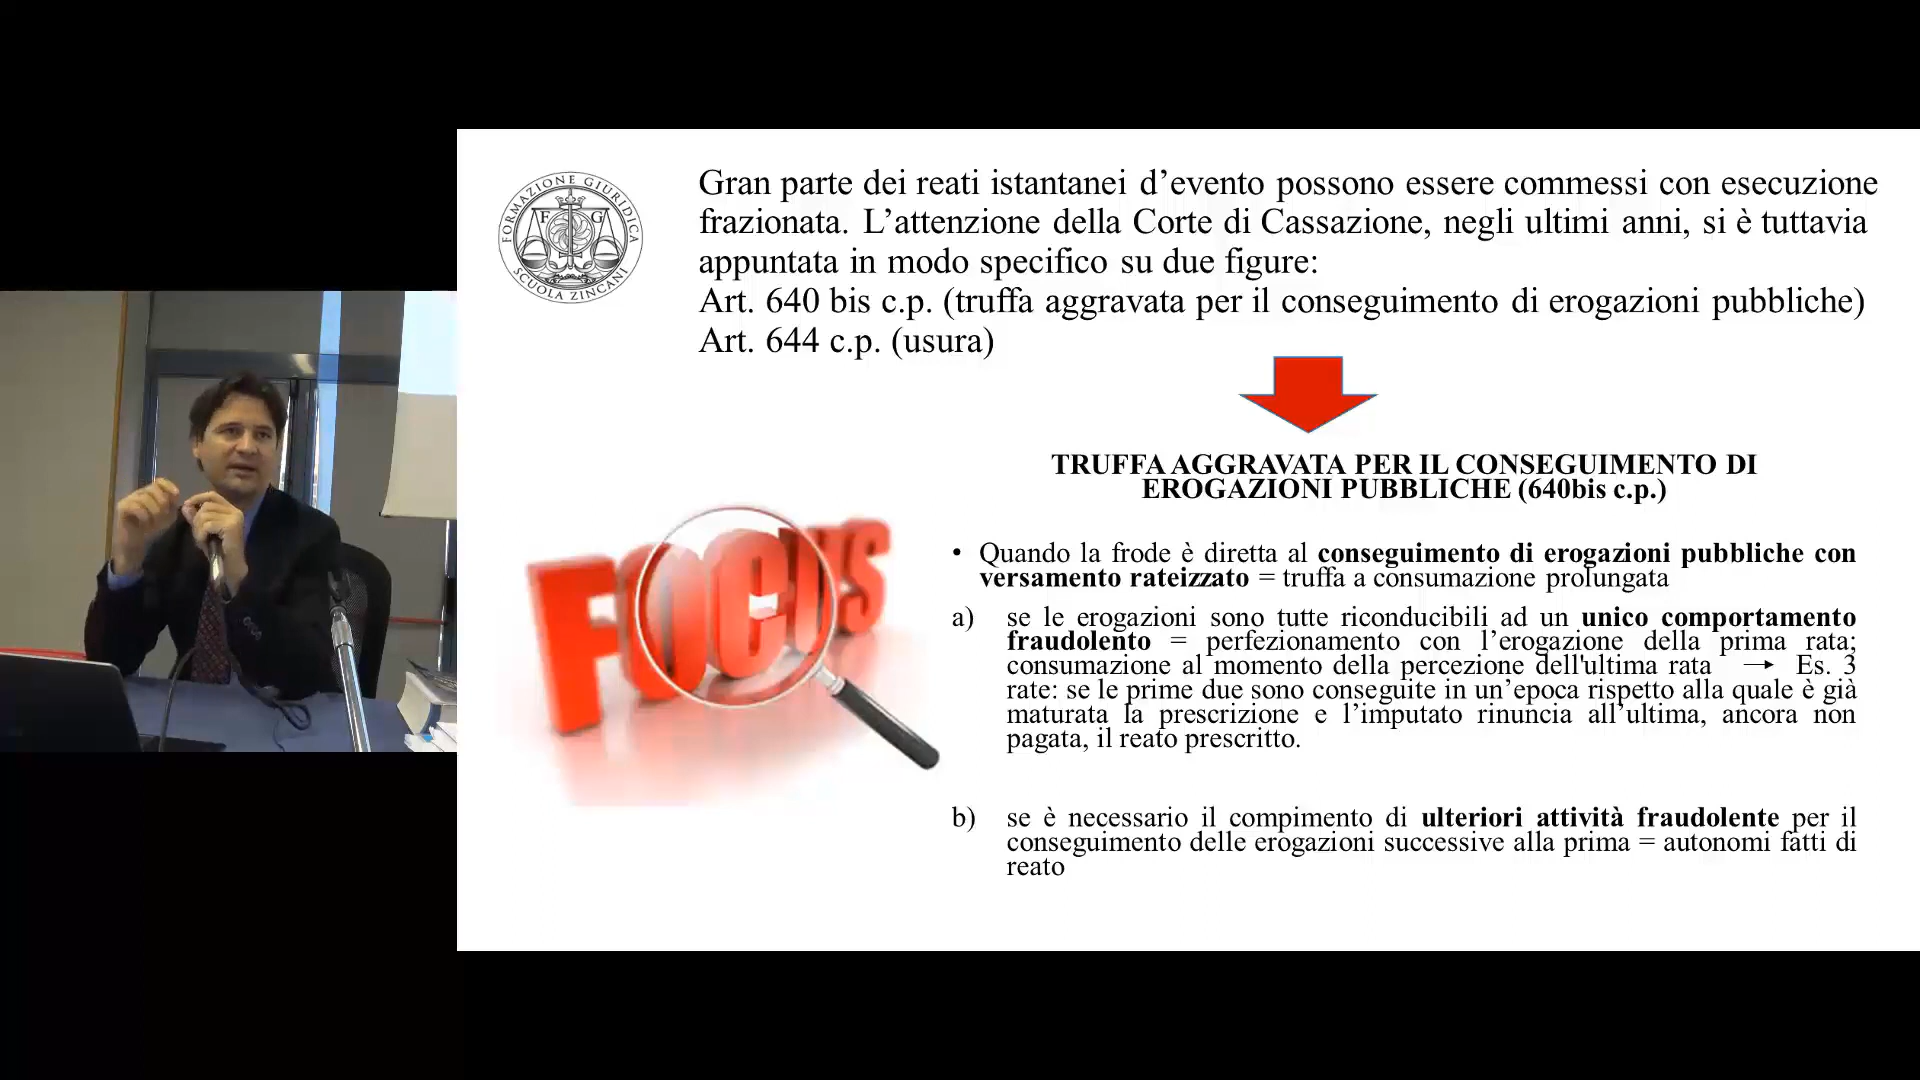 FORMAZIONE GIURIDICA
F G
SCUOLA ZINCANI
Gran parte dei reati istantanei d’evento possono essere commessi con esecuzione
frazionata. L’attenzione della Corte di Cassazione, negli ultimi anni, si è tuttavia
appuntata in modo specifico su due figure:
Art. 640 bis c.p. (truffa aggravata per il conseguimento di erogazioni pubbliche)
Art. 644 c.p. (usura)
FOCUS
TRUFFA AGGRAVATA PER IL CONSEGUIMENTO DI
EROGAZIONI PUBBLICHE (640bis c.p.)
• Quando la frode è diretta al conseguimento di erogazioni pubbliche con
versamento rateizzato = truffa a consumazione prolungata
a) se le erogazioni sono tutte riconducibili ad un unico comportamento
fraudolento = perfezionamento con l’erogazione della prima rata;
consumazione al momento della percezione dell'ultima rata → Es. 3
rate: se le prime due sono conseguite in un’epoca rispetto alla quale è già
maturata la prescrizione e l’imputato rinuncia all’ultima, ancora non
pagata, il reato prescritto.
b) se è necessario il compimento di ulteriori attività fraudolente per il
conseguimento delle erogazioni successive alla prima = autonomi fatti di
reato